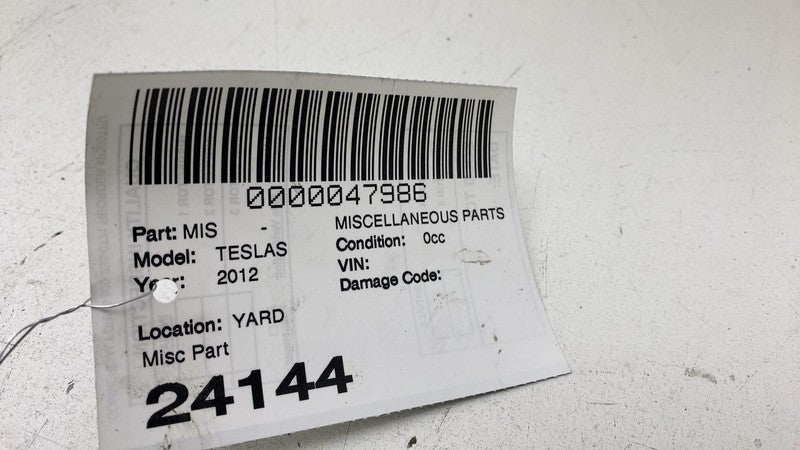 0000047986
Part: MIS - MISCELLANEOUS PARTS
Model: TESLAS Condition: 0cc
Year: 2012 VIN:
Damage Code:
Location: YARD
Misc Part
24144